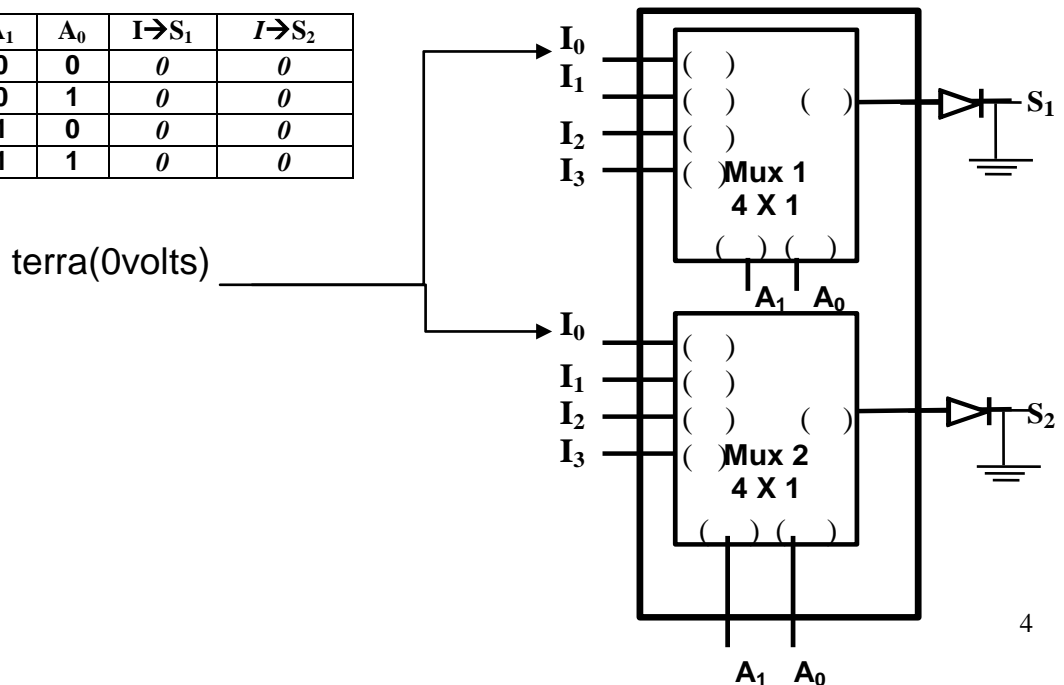 A₁ A₀ I→S₁ I→S₂
0 0 0 0
0 1 0 0
1 0 0 0
1 1 0 0
terra(0volts)
I₀
I₁
I₂
I₃
( )
( ) ( )
( )
( )Mux 1
4 X 1
( ) ( )
A₁ A₀
S₁
I₀
I₁
I₂
I₃
( )
( )
( ) ( )
( )Mux 2
4 X 1
( ) ( )
A₁ A₀
S₂
4